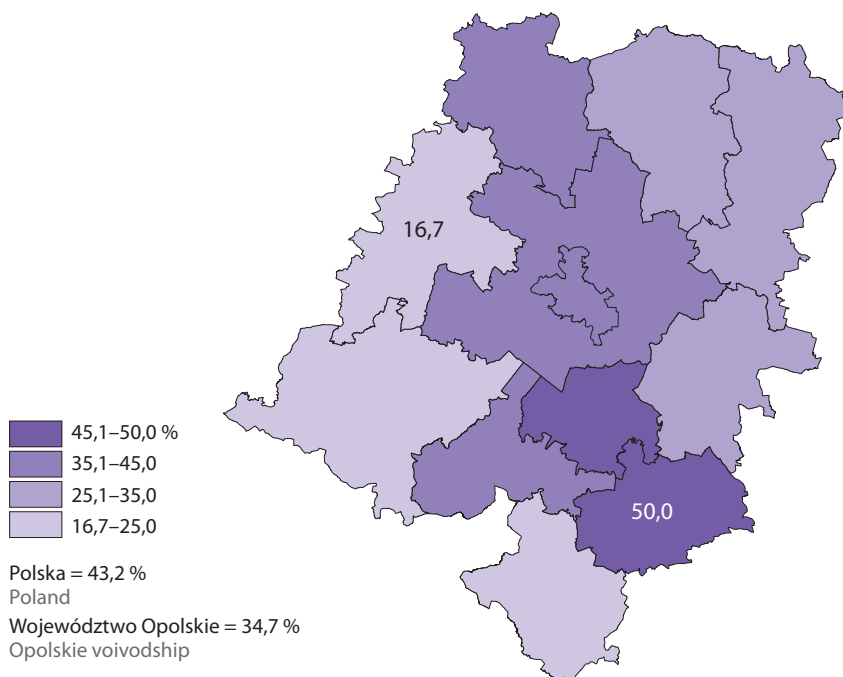 16,7
50,0
45,1–50,0 %
35,1–45,0
25,1–35,0
16,7–25,0
Polska = 43,2 %
Poland
Województwo Opolskie = 34,7 %
Opolskie voivodship